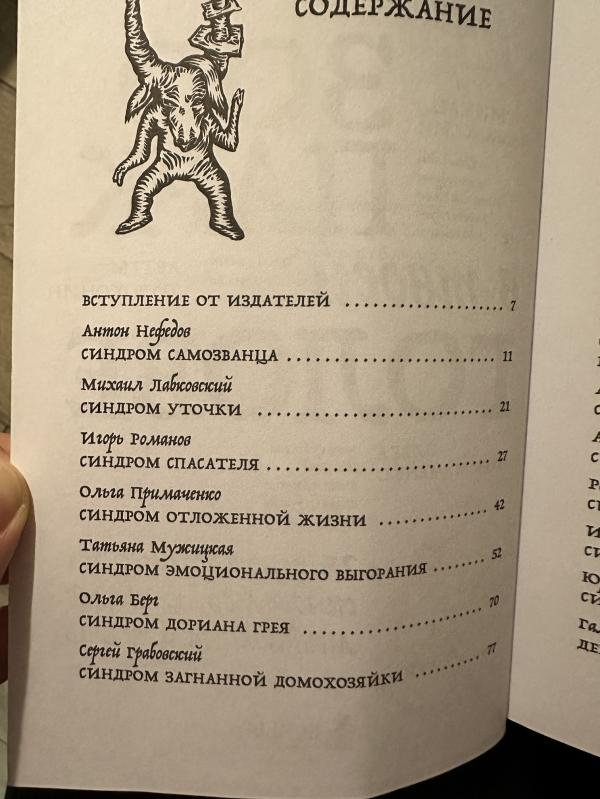 СОДЕРЖАНИЕ
ВСТУПЛЕНИЕ ОТ ИЗДАТЕЛЕЙ .................... 7
Антон Нефедов
СИНДРОМ САМОЗВАНЦА .......................... 11
Михаил Лабковский
СИНДРОМ УТОЧКИ ............................. 21
Игорь Романов
СИНДРОМ СПАСАТЕЛЯ ........................... 27
Ольга Примаченко
СИНДРОМ ОТЛОЖЕННОЙ ЖИЗНИ .............. 42
Татьяна Мужицкая
СИНДРОМ ЭМОЦИОНАЛЬНОГО ВЫГОРАНИЯ ........ 52
Ольга Берг
СИНДРОМ ДОРИАНА ГРЕЯ ...................... 70
Сергей Грабовский
СИНДРОМ ЗАГНАННОЙ ДОМОХОЗЯЙКИ .......... 77